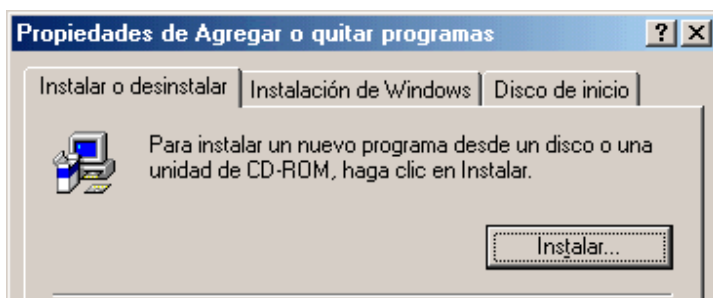 Propiedades de Agregar o quitar programas
Instalar o desinstalar Instalación de Windows Disco de inicio
Para instalar un nuevo programa desde un disco o una
unidad de CD-ROM, haga clic en Instalar.
Instalar...